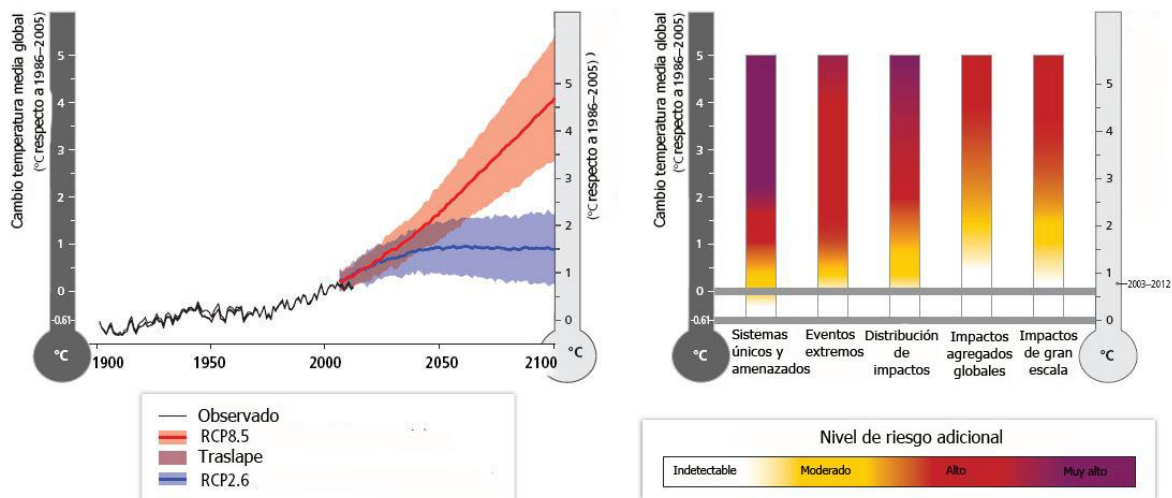 Cambio temperatura media global
(°C respecto a 1986–2005)
°C
5
4
3
2
1
0
-0.61
°C
°C
(°C respecto a 1986–2005) )
5
4
3
2
1
0
°C
1900
1950
2000
2050
2100
Observado
RCP8.5
Traslape
RCP2.6
Cambio temperatura media global
(°C respecto a 1986–2005)
°C
5
4
3
2
1
0
-0.61
°C
°C
5
4
3
2
1
2003–2012
0
°C
Sistemas
únicos y
amenazados
Eventos
extremos
Distribución
de
impactos
Impactos
agregados
globales
Impactos
de gran
escala
Nivel de riesgo adicional
Indetectable
Moderado
Alto
Muy alto